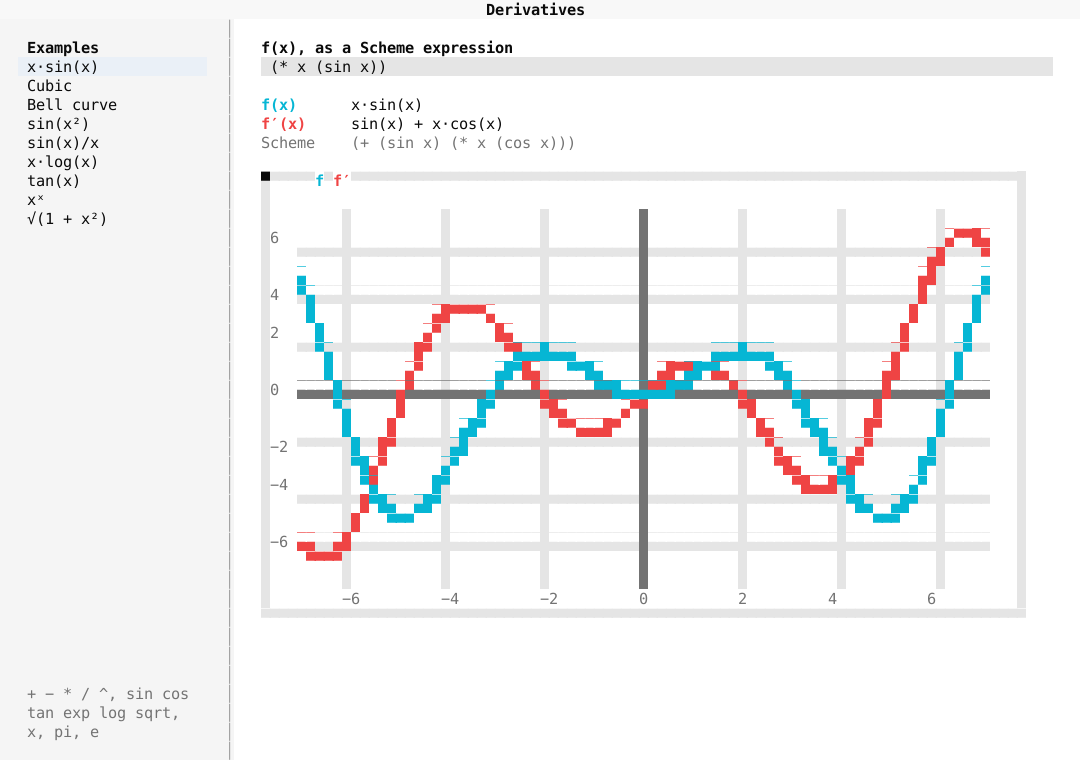 Derivatives
Examples
x·sin(x)
Cubic
Bell curve
sin(x²)
sin(x)/x
x·log(x)
tan(x)
xˣ
√(1 + x²)
+ − * / ^, sin cos
tan exp log sqrt,
x, pi, e
f(x), as a Scheme expression
(* x (sin x))
f(x) x·sin(x)
f′(x) sin(x) + x·cos(x)
Scheme (+ (sin x) (* x (cos x)))
f f′
6
4
2
0
−2
−4
−6
−6 −4 −2 0 2 4 6